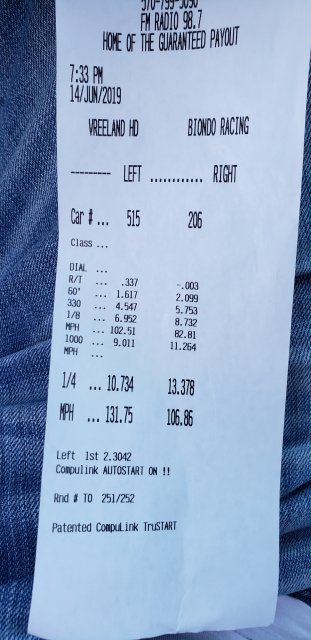 570-799-5090
FM RADIO 98.7
HOME OF THE GUARANTEED PAYOUT
7:33 PM
14/JUN/2019
VREELAND HD BIONDO RACING
--------- LEFT ............ RIGHT
Car # ... 515 206
Class ...
DIAL ...
R/T ... .337 -.003
60' ... 1.617 2.099
330 ... 4.547 5.753
1/8 ... 6.952 8.732
MPH ... 102.51 82.81
1000 ... 9.011 11.264
MPH ...
1/4 ... 10.734 13.378
MPH ... 131.75 106.86
Left 1st 2.3042
Compulink AUTOSTART ON !!
Rnd # TO 251/252
Patented CompuLink TruSTART